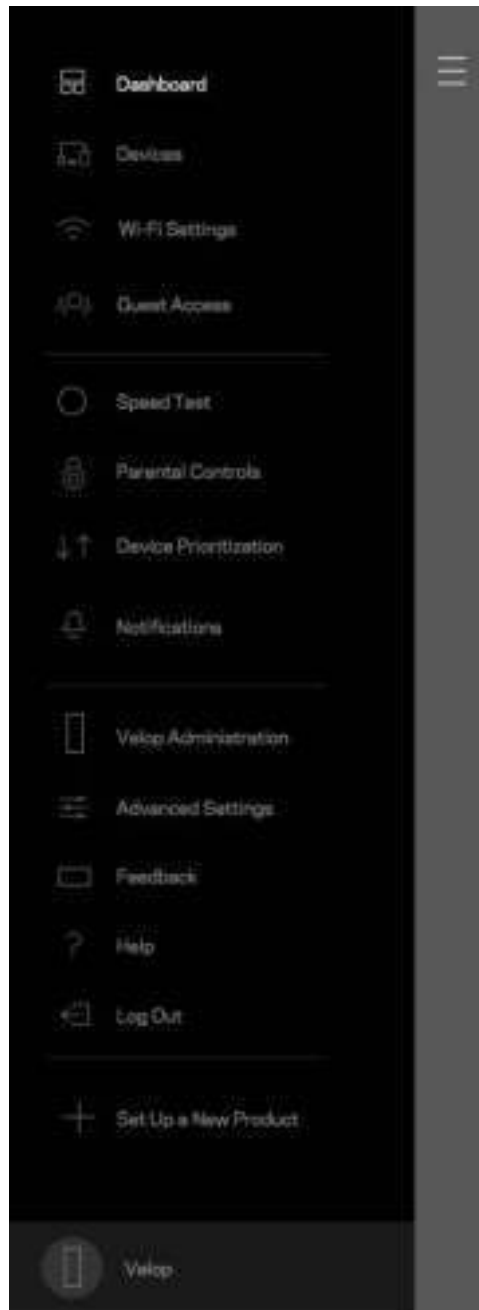 Dashboard
Devices
Wi-Fi Settings
Guest Access
Speed Test
Parental Controls
Device Prioritization
Notifications
Velop Administration
Advanced Settings
Feedback
Help
Log Out
Set Up a New Product
Velop